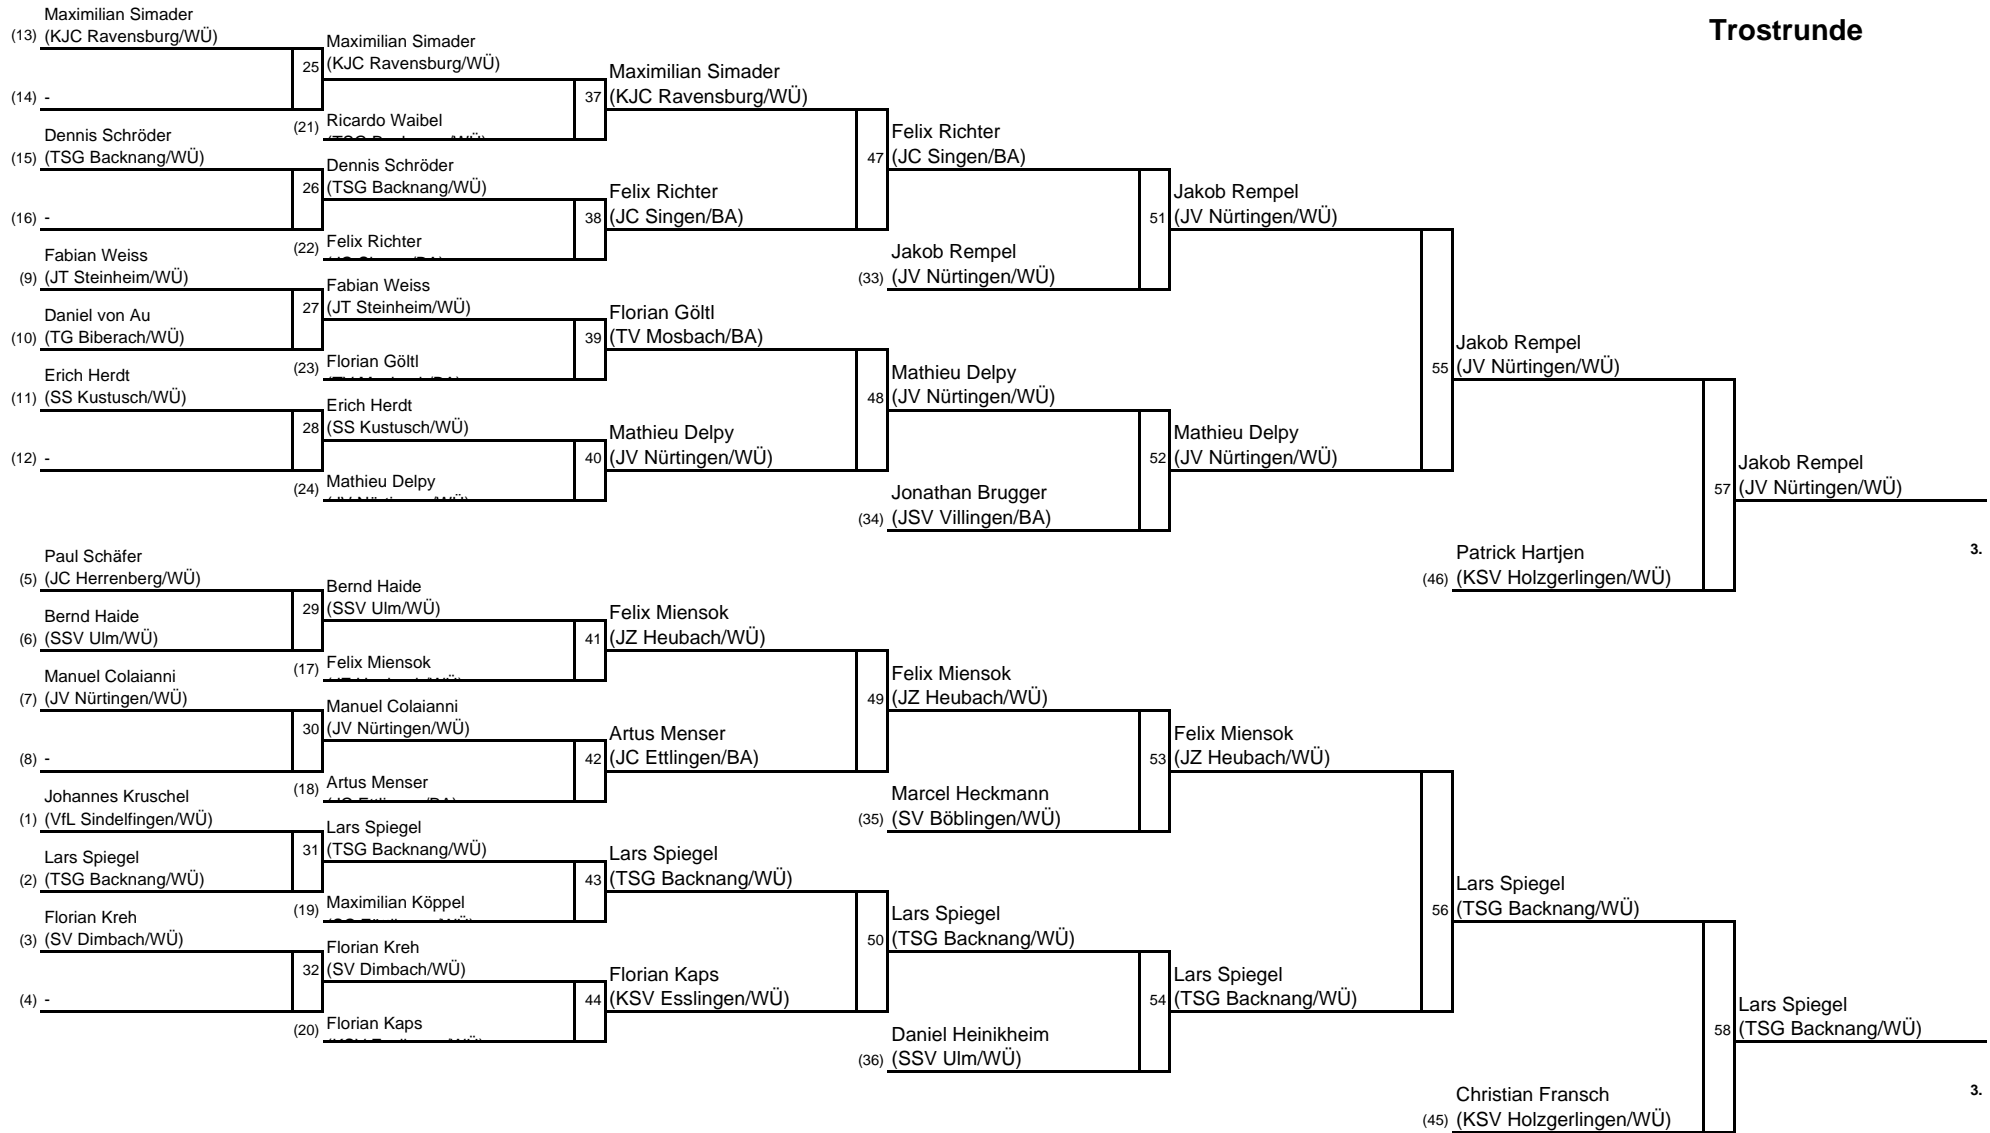 Trostrunde
Maximilian Simader
(13) (KJC Ravensburg/WÜ)
(14) -
Dennis Schröder
(15) (TSG Backnang/WÜ)
(16) -
Fabian Weiss
(9) (JT Steinheim/WÜ)
Daniel von Au
(10) (TG Biberach/WÜ)
Erich Herdt
(11) (SS Kustusch/WÜ)
(12) -
Paul Schäfer
(5) (JC Herrenberg/WÜ)
Bernd Haide
(6) (SSV Ulm/WÜ)
Manuel Colaianni
(7) (JV Nürtingen/WÜ)
(8) -
Johannes Kruschel
(1) (VfL Sindelfingen/WÜ)
Lars Spiegel
(2) (TSG Backnang/WÜ)
Florian Kreh
(3) (SV Dimbach/WÜ)
(4) -
Maximilian Simader
25 (KJC Ravensburg/WÜ)
(21) Ricardo Waibel
Dennis Schröder
26 (TSG Backnang/WÜ)
(22) Felix Richter
Fabian Weiss
27 (JT Steinheim/WÜ)
(23) Florian Göltl
Erich Herdt
28 (SS Kustusch/WÜ)
(24) Mathieu Delpy
Bernd Haide
29 (SSV Ulm/WÜ)
(17) Felix Miensok
Manuel Colaianni
30 (JV Nürtingen/WÜ)
(18) Artus Menser
Lars Spiegel
31 (TSG Backnang/WÜ)
(19) Maximilian Köppel
Florian Kreh
32 (SV Dimbach/WÜ)
(20) Florian Kaps
Maximilian Simader
37 (KJC Ravensburg/WÜ)
Felix Richter
38 (JC Singen/BA)
Florian Göltl
39 (TV Mosbach/BA)
Mathieu Delpy
40 (JV Nürtingen/WÜ)
Felix Miensok
41 (JZ Heubach/WÜ)
Artus Menser
42 (JC Ettlingen/BA)
Lars Spiegel
43 (TSG Backnang/WÜ)
Florian Kaps
44 (KSV Esslingen/WÜ)
Felix Richter
47 (JC Singen/BA)
Jakob Rempel
(33) (JV Nürtingen/WÜ)
Mathieu Delpy
48 (JV Nürtingen/WÜ)
Jonathan Brugger
(34) (JSV Villingen/BA)
Felix Miensok
49 (JZ Heubach/WÜ)
Marcel Heckmann
(35) (SV Böblingen/WÜ)
Lars Spiegel
50 (TSG Backnang/WÜ)
Daniel Heinikheim
(36) (SSV Ulm/WÜ)
Jakob Rempel
51 (JV Nürtingen/WÜ)
Mathieu Delpy
52 (JV Nürtingen/WÜ)
Felix Miensok
53 (JZ Heubach/WÜ)
Lars Spiegel
54 (TSG Backnang/WÜ)
Jakob Rempel
55 (JV Nürtingen/WÜ)
Patrick Hartjen
(46) (KSV Holzgerlingen/WÜ)
Lars Spiegel
56 (TSG Backnang/WÜ)
Christian Fransch
(45) (KSV Holzgerlingen/WÜ)
Jakob Rempel
57 (JV Nürtingen/WÜ)
3.
Lars Spiegel
58 (TSG Backnang/WÜ)
3.